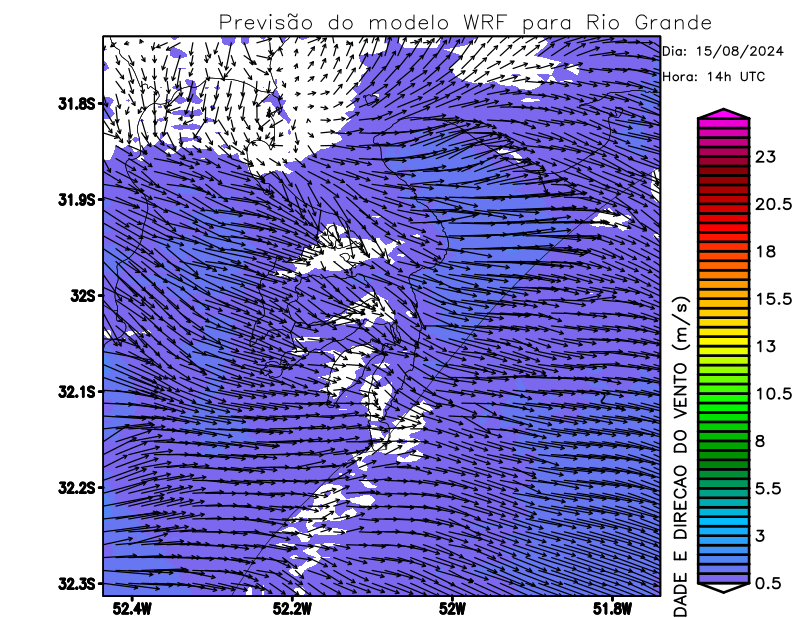 Previsão do modelo WRF para Rio Grande
Dia: 15/08/2024
Hora: 14h UTC
31.8S
31.9S
32S
32.1S
32.2S
32.3S
52.4W
52.2W
52W
51.8W
23
20.5
18
15.5
13
10.5
8
5.5
3
0.5
DADE E DIRECAO DO VENTO (m/s)